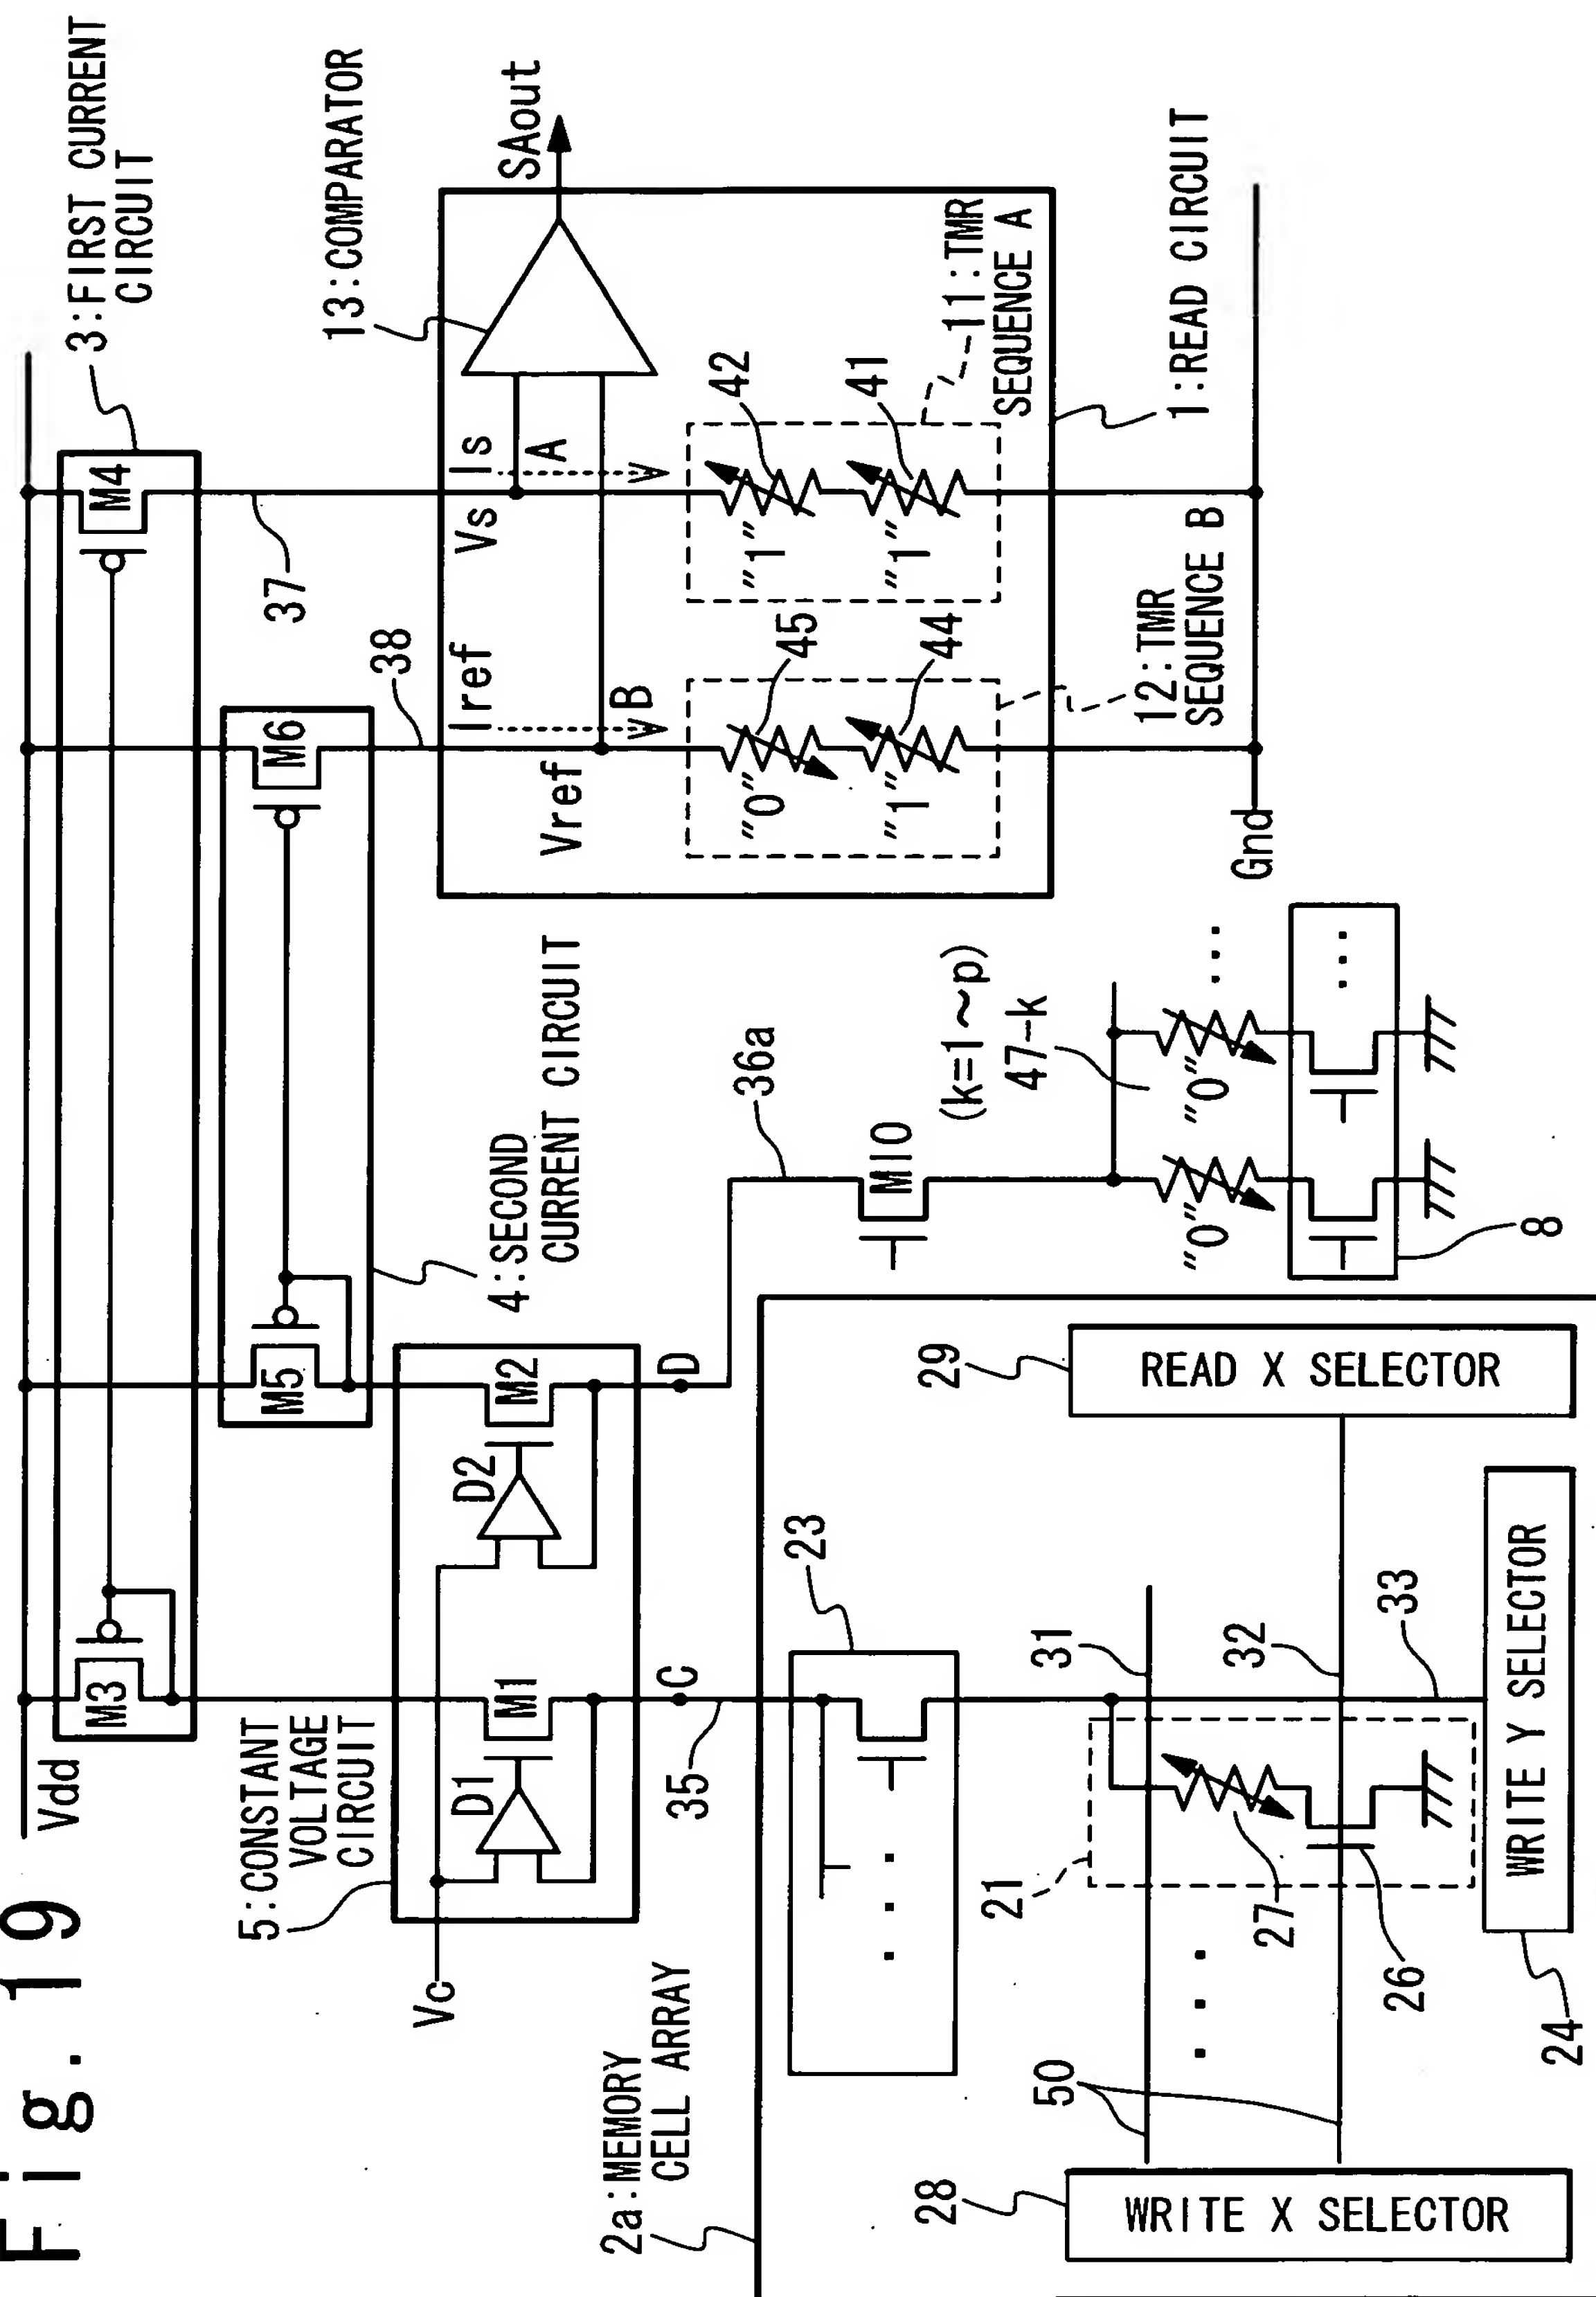 Fig. 19
Vdd
M3
M4
3:FIRST CURRENT
CIRCUIT
M5
M6
37
38
4:SECOND
CURRENT CIRCUIT
5:CONSTANT
VOLTAGE
CIRCUIT
Vc
D1
M1
D2
M2
C
D
35
36a
13:COMPARATOR
SAout
Iref
Is
Vs
A
Vref
B
"0"
45
"1"
44
"1"
42
"1"
41
12:TMR
SEQUENCE B
11:TMR
SEQUENCE A
1:READ CIRCUIT
Gnd
M10
(k=1~p)
47-k
"0"
"0"
...
...
8
2a:MEMORY
CELL ARRAY
23
...
50
31
21
27
26
32
33
...
28
WRITE X SELECTOR
29
READ X SELECTOR
24
WRITE Y SELECTOR